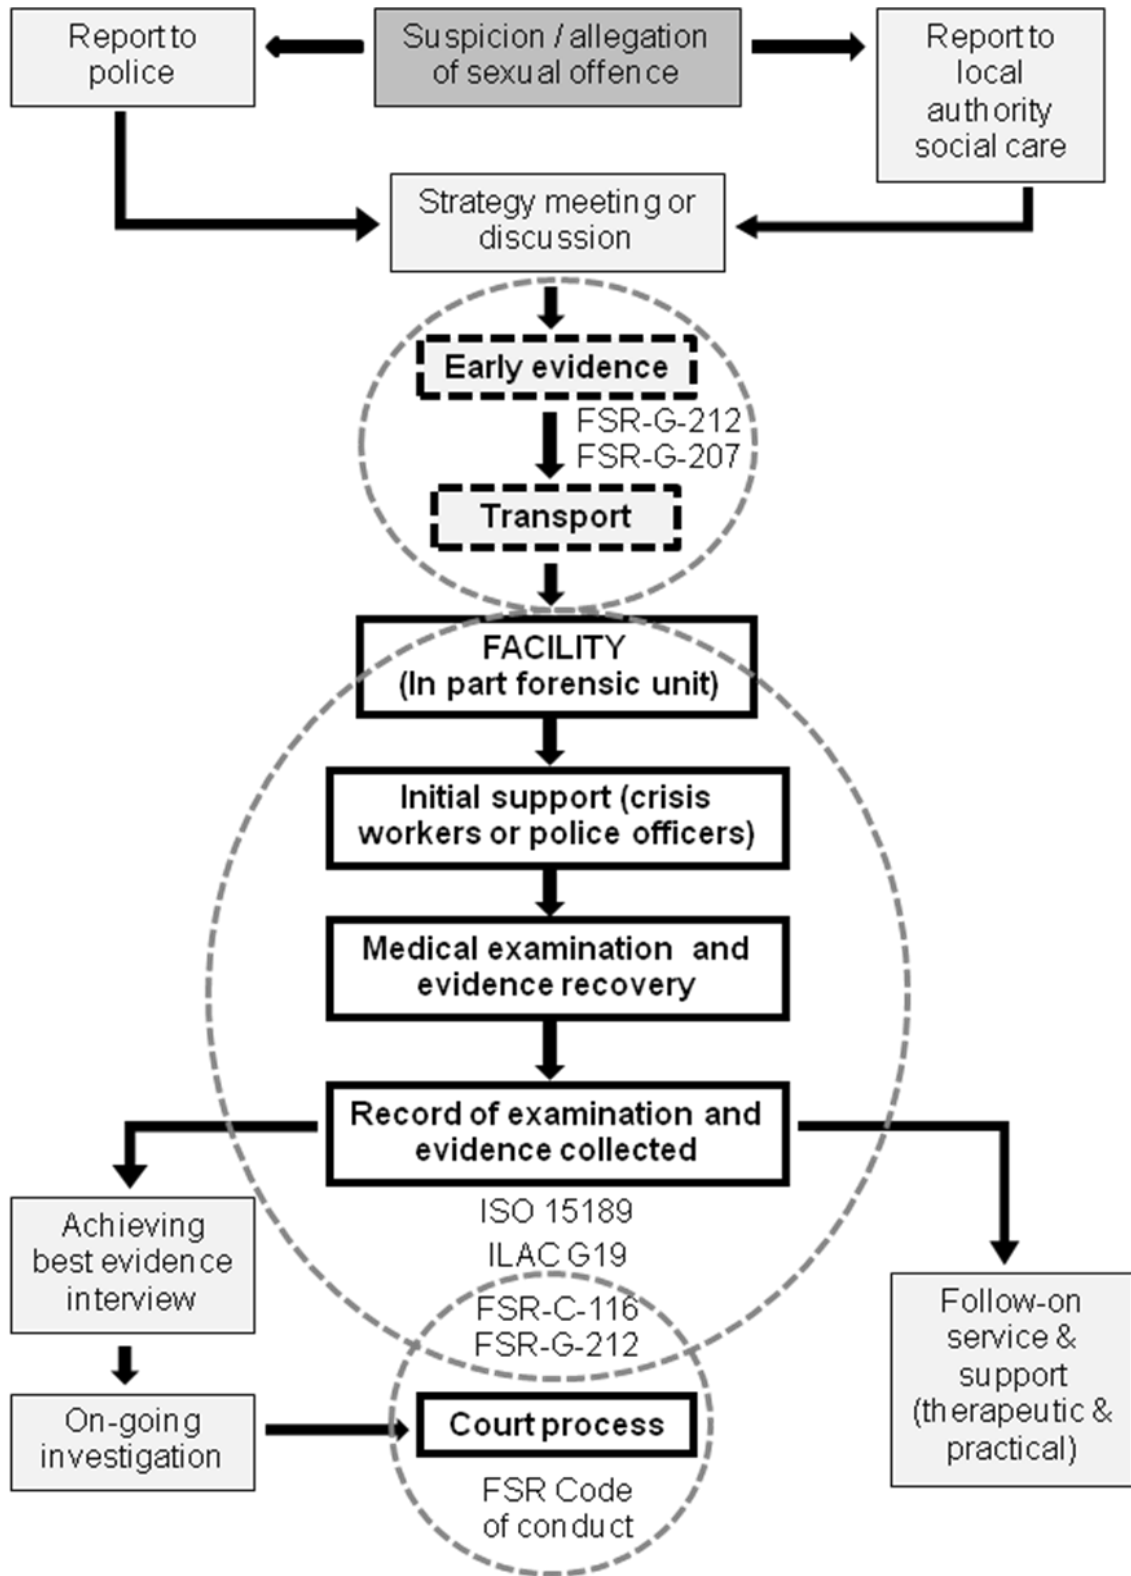 Report to
police
Suspicion / allegation
of sexual offence
Report to
local
authority
social care
Strategy meeting or
discussion
Early evidence
FSR-G-212
FSR-G-207
Transport
FACILITY
(In part forensic unit)
Initial support (crisis
workers or police officers)
Medical examination and
evidence recovery
Record of examination and
evidence collected
ISO 15189
ILAC G19
FSR-C-116
FSR-G-212
Achieving
best evidence
interview
On-going
investigation
Court process
FSR Code
of conduct
Follow-on
service &
support
(therapeutic &
practical)